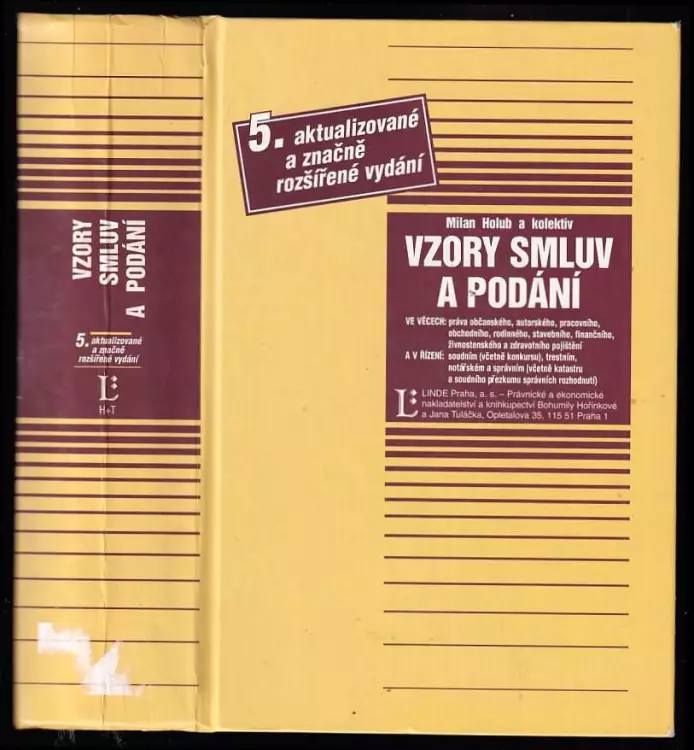 VZORY
SMLUV
A PODÁNÍ
5. aktualizované
a značně
rozšířené vydání
L:
H+T
5. aktualizované
a značně
rozšířené vydání
Milan Holub a kolektiv
VZORY SMLUV
A PODÁNÍ
VE VĚCECH: práva občanského, autorského, pracovního,
obchodního, rodinného, stavebního, finančního,
živnostenského a zdravotního pojištění
A V ŘÍZENÍ: soudním (včetně konkursu), trestním,
notářském a správním (včetně katastru
a soudního přezkumu správních rozhodnutí)
L:
LINDE Praha, a. s. – Právnické a ekonomické
nakladatelství a knihkupectví Bohumily Hořínkové
a Jana Tuláčka, Opletalova 35, 115 51 Praha 1